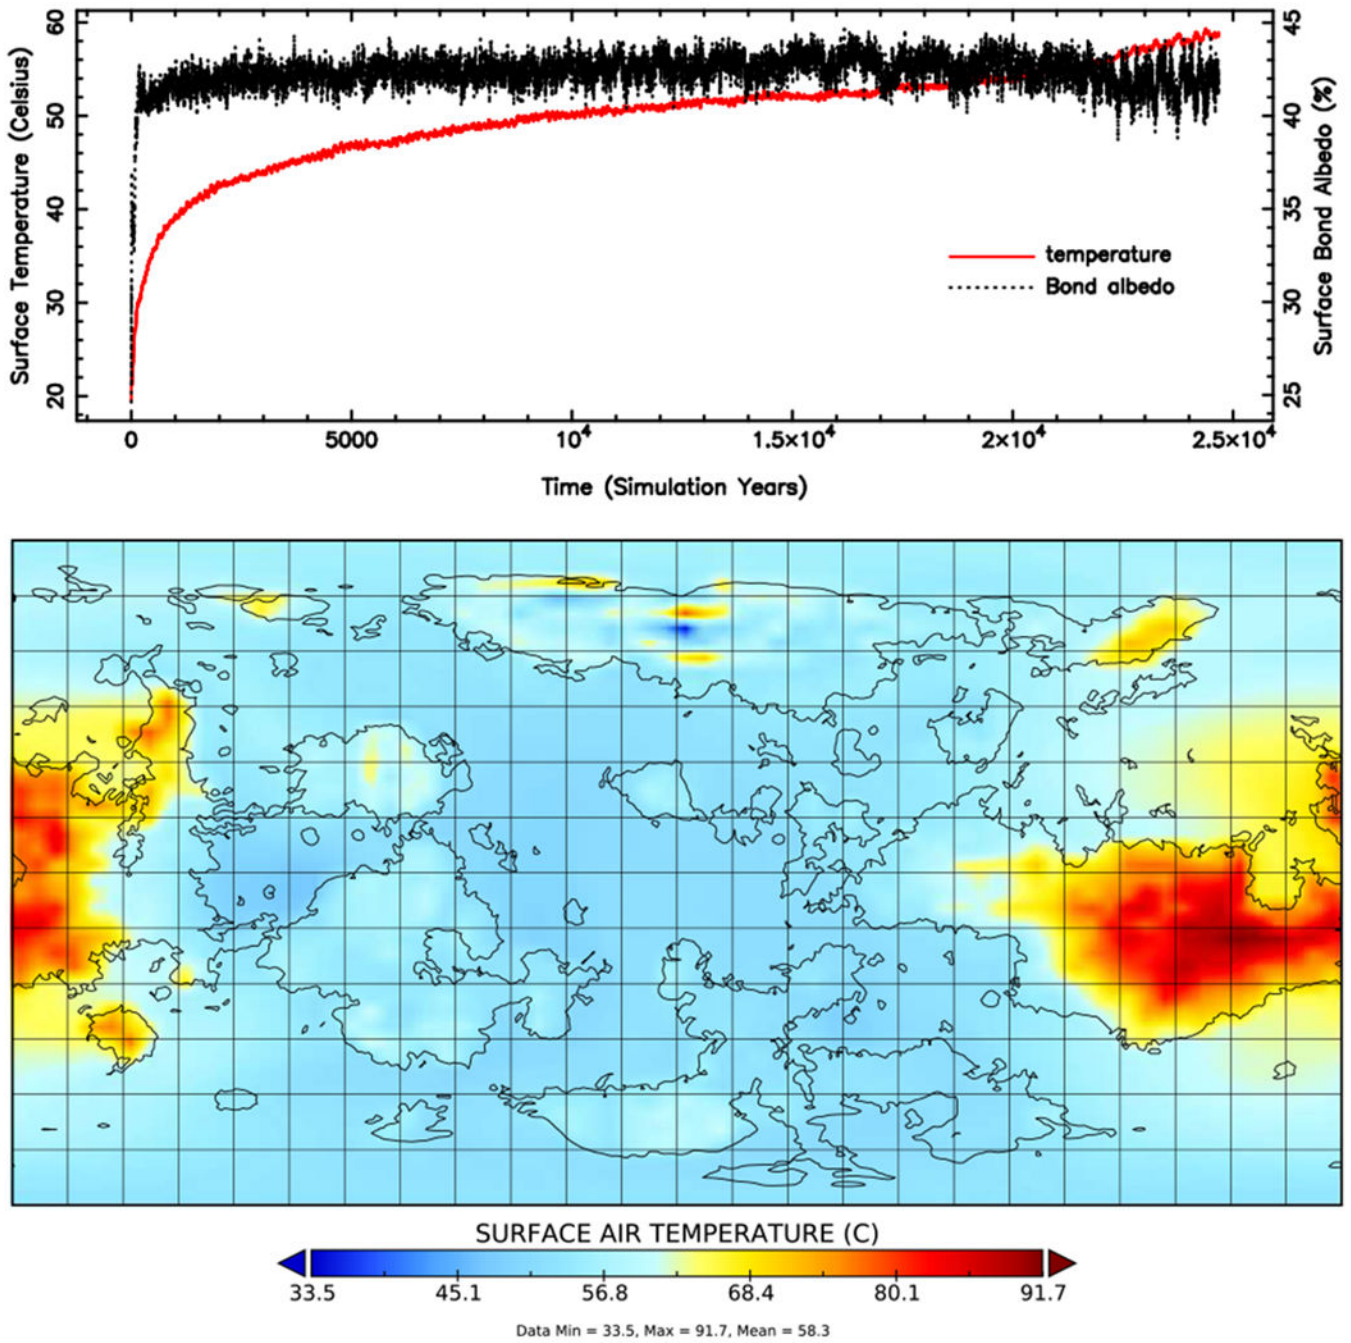 60
50
40
30
20
Surface Temperature (Celsius)
45
40
35
30
25
Surface Bond Albedo (%)
temperature
Bond albedo
0 5000 10⁴ 1.5×10⁴ 2×10⁴ 2.5×10⁴
Time (Simulation Years)
SURFACE AIR TEMPERATURE (C)
33.5 45.1 56.8 68.4 80.1 91.7
Data Min = 33.5, Max = 91.7, Mean = 58.3